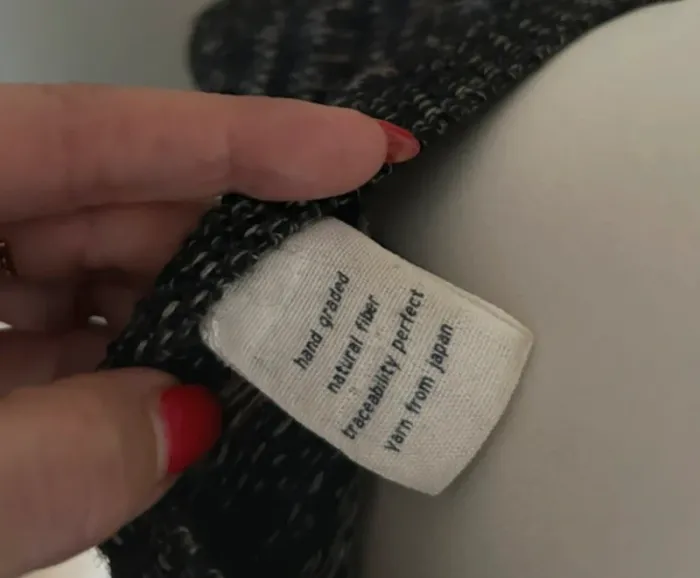 hand graded
natural fiber
traceability perfect
yarn from japan